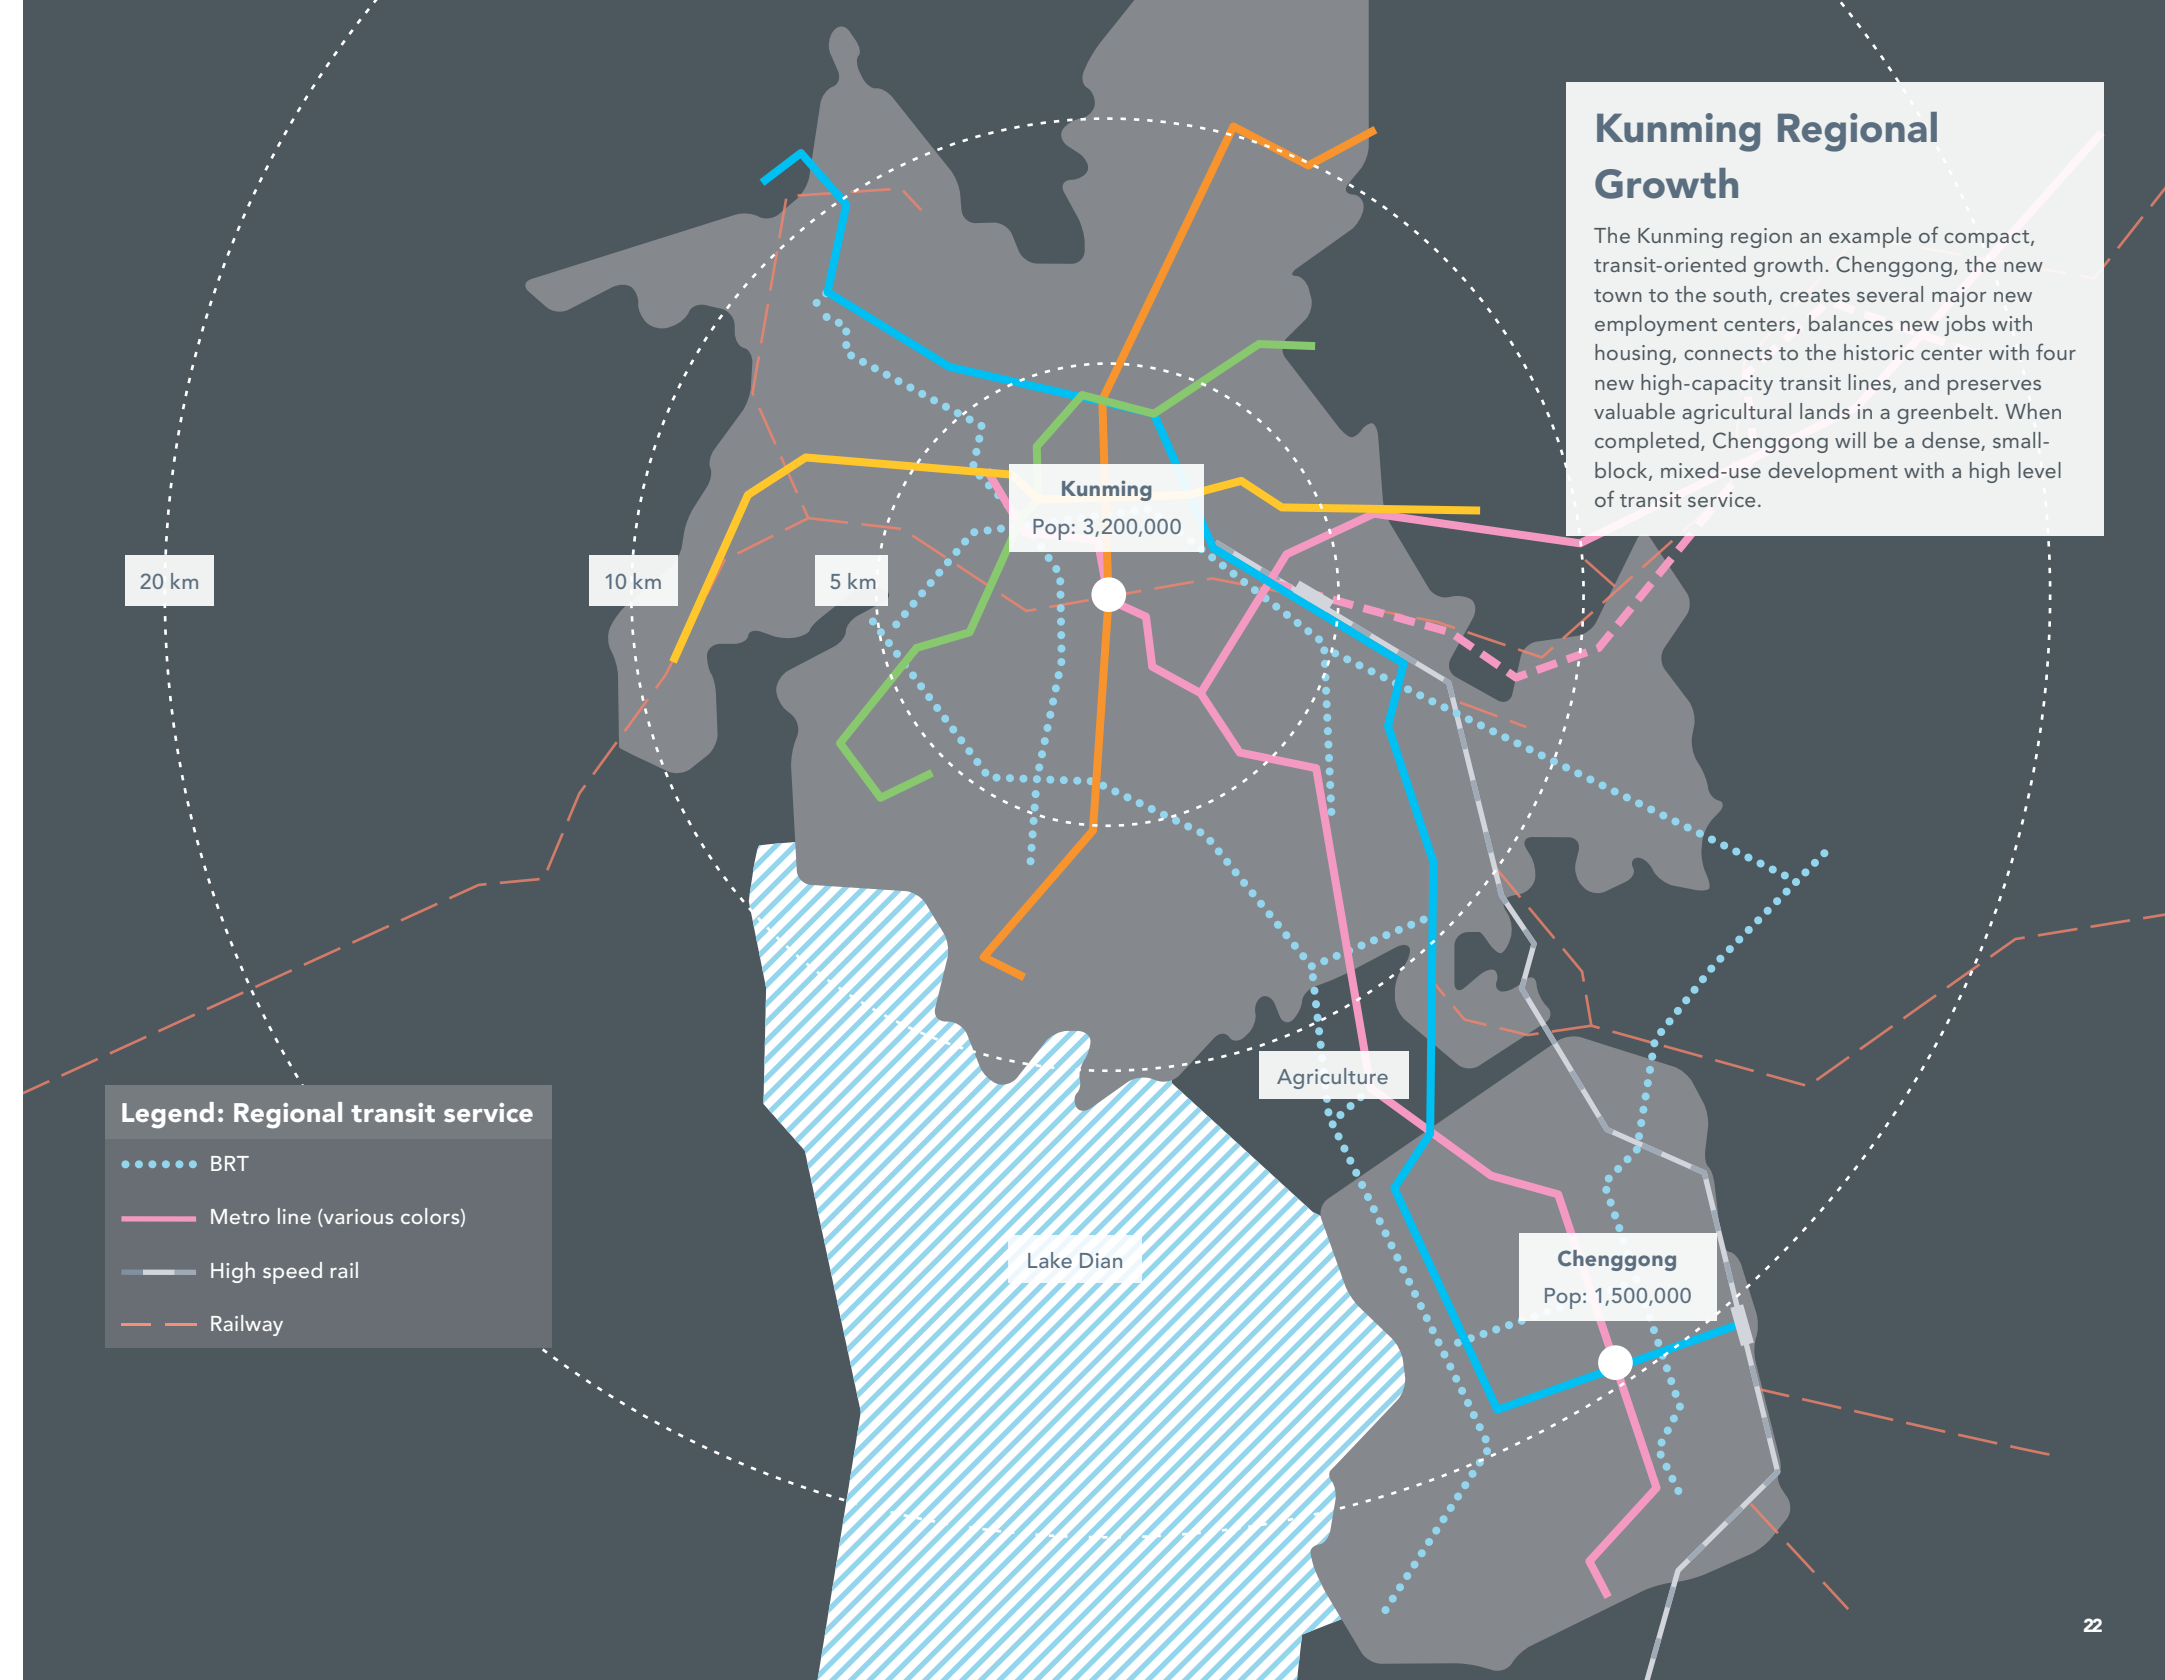 Kunming Regional
Growth
The Kunming region an example of compact,
transit-oriented growth. Chenggong, the new
town to the south, creates several major new
employment centers, balances new jobs with
housing, connects to the historic center with four
new high-capacity transit lines, and preserves
valuable agricultural lands in a greenbelt. When
completed, Chenggong will be a dense, small-
block, mixed-use development with a high level
of transit service.
Kunming
Pop: 3,200,000
20 km
10 km
5 km
Agriculture
Legend: Regional transit service
BRT
Metro line (various colors)
High speed rail
Railway
Lake Dian
Chenggong
Pop: 1,500,000
22